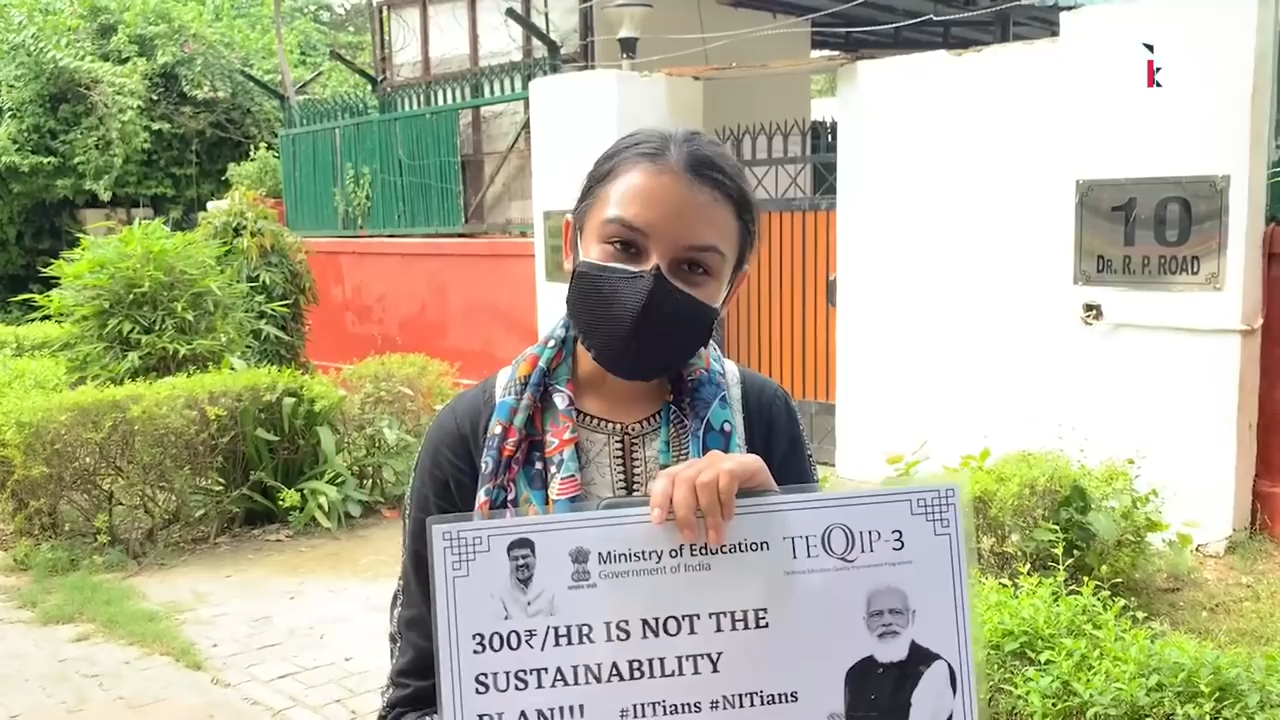 k
10
DR. R. P. ROAD
Ministry of Education
Government of India
TEQIP-3
Technical Education Quality Improvement Programme
300₹/HR IS NOT THE
SUSTAINABILITY
PLAN!!! #IITians #NITians